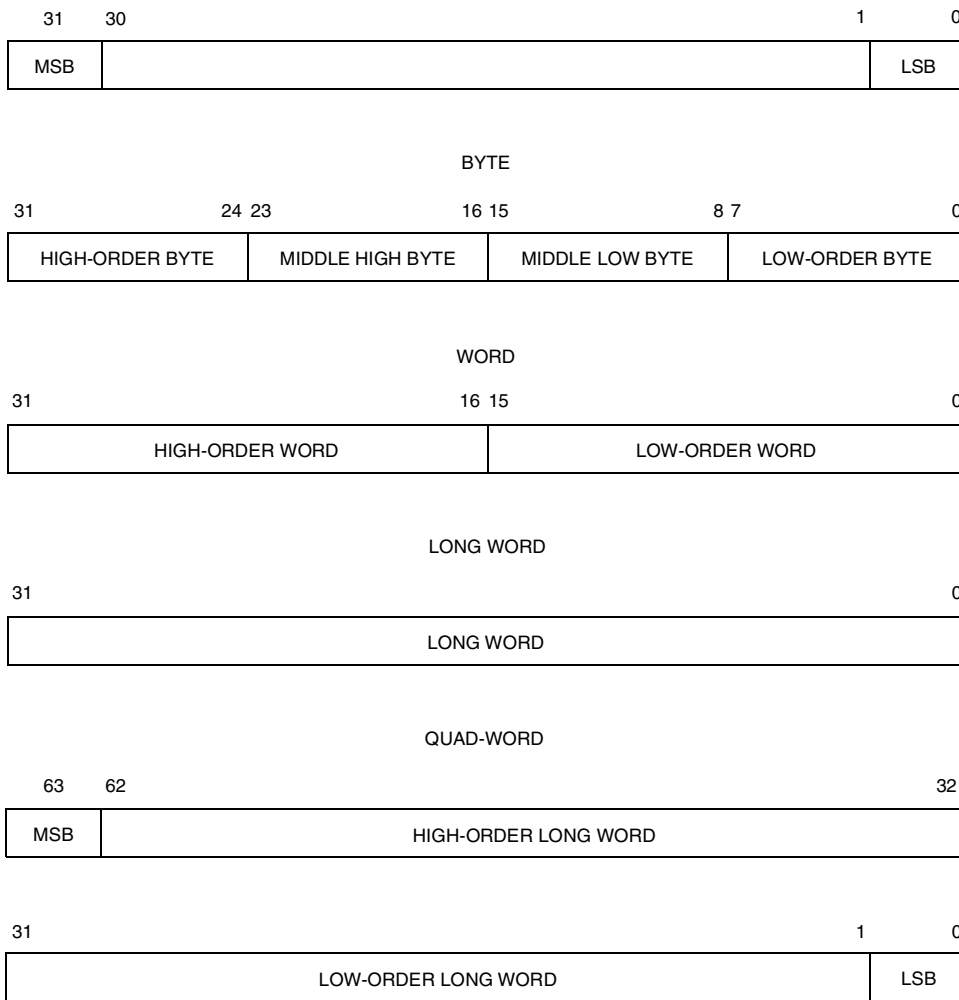 31 30 1 0
MSB LSB
BYTE
31 24 23 16 15 8 7 0
HIGH-ORDER BYTE MIDDLE HIGH BYTE MIDDLE LOW BYTE LOW-ORDER BYTE
WORD
31 16 15 0
HIGH-ORDER WORD LOW-ORDER WORD
LONG WORD
31 0
LONG WORD
QUAD-WORD
63 62 32
MSB HIGH-ORDER LONG WORD
31 1 0
LOW-ORDER LONG WORD LSB